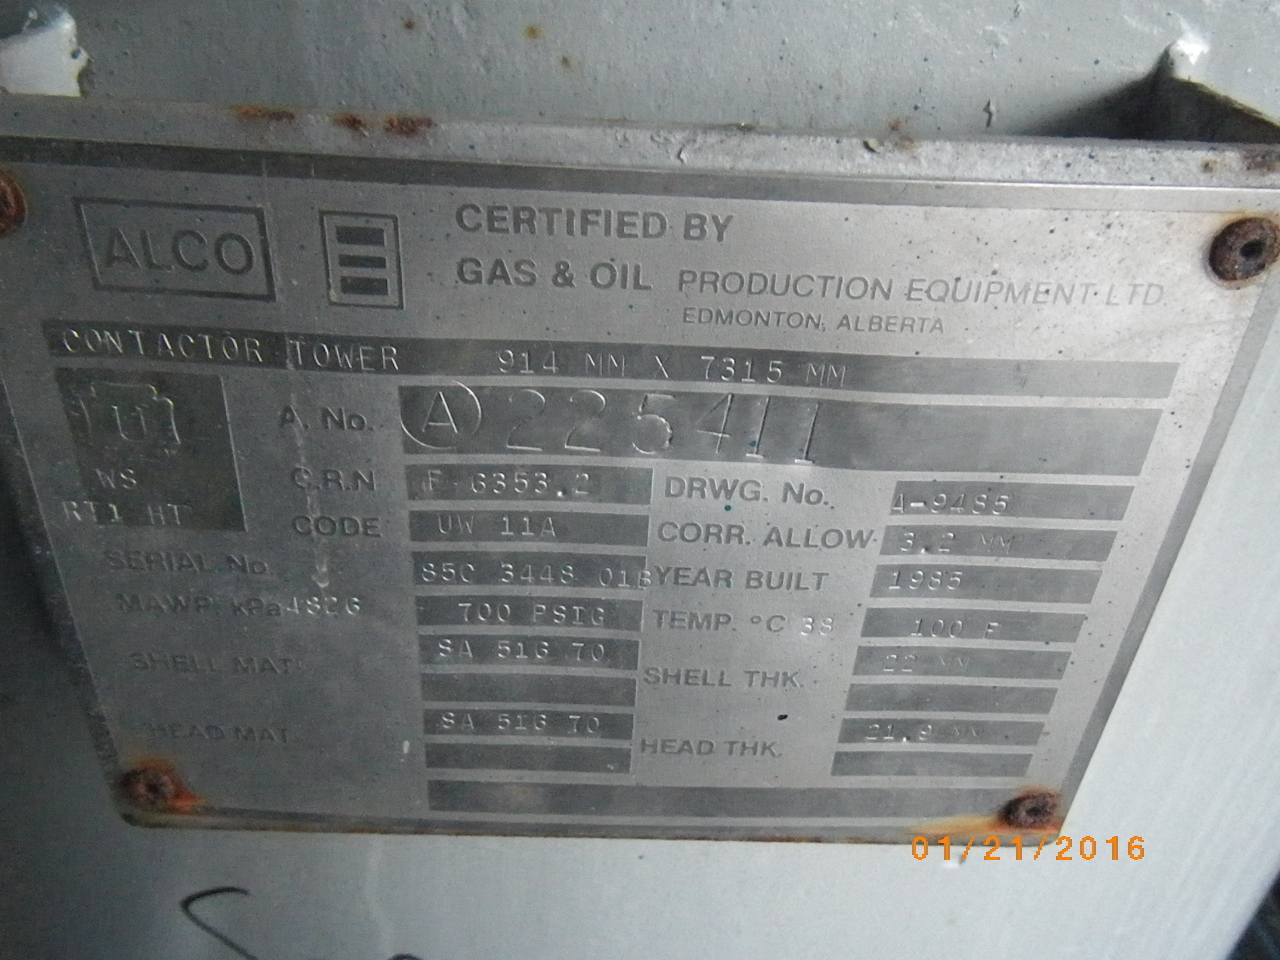 ALCO
CERTIFIED BY
GAS & OIL PRODUCTION EQUIPMENT LTD.
EDMONTON, ALBERTA
CONTACTOR TOWER 914 MM X 7315 MM
U
WS
RT1 HT
A. No. A 225411
C.R.N F 6353.2 DRWG. No. A-9485
CODE UW 11A CORR. ALLOW. 3.2 MM
SERIAL No. 85C 3448 01B YEAR BUILT 1985
MAWP. kPa 4826 700 PSIG TEMP. °C 38 100 F
SHELL MAT. SA 516 70 SHELL THK. 22 MM
HEAD MAT. SA 516 70 HEAD THK. 21.9 MM
01/21/2016